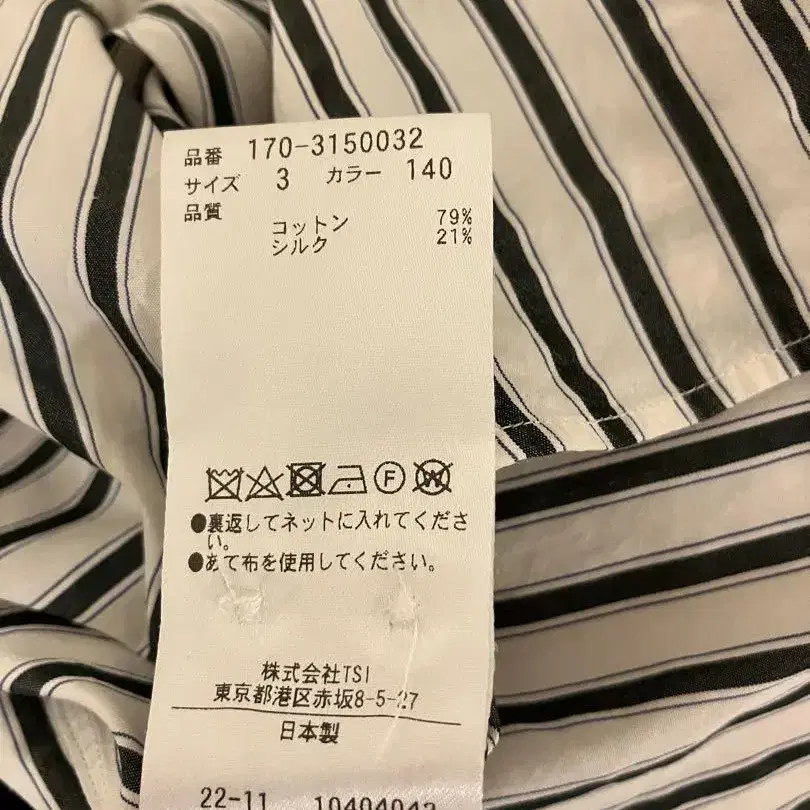 品番 170-3150032
サイズ 3 カラー 140
品質
コットン 79%
シルク 21%
F
W
●裏返してネットに入れてくださ
い。
●あて布を使用してください。
株式会社TSI
東京都港区赤坂8-5-27
日本製
22-11 10404042